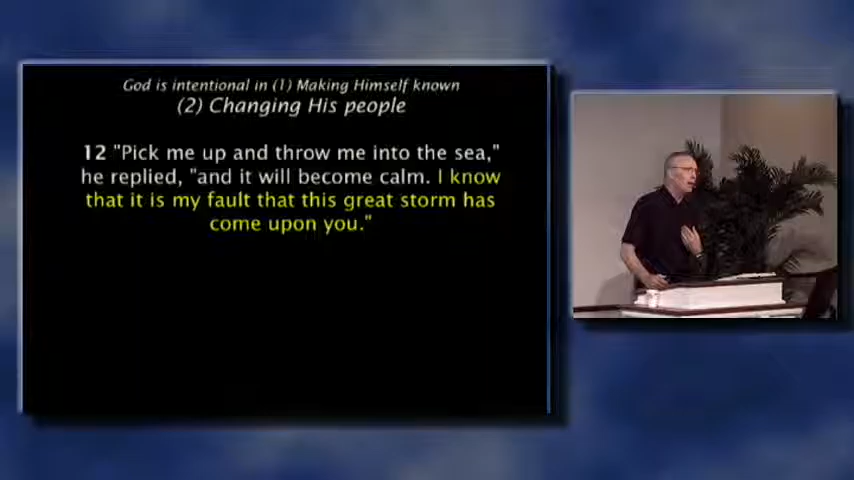 God is intentional in (1) Making Himself known
(2) Changing His people
12 "Pick me up and throw me into the sea,"
he replied, "and it will become calm. I know
that it is my fault that this great storm has
come upon you."